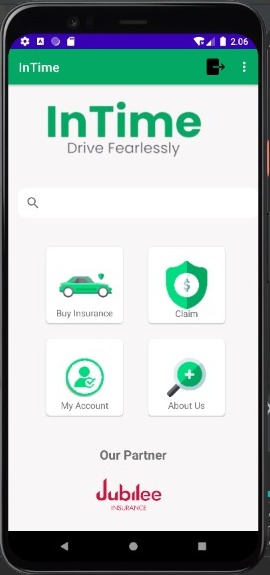 2.06
InTime
InTime
Drive Fearlessly
Buy Insurance
$
Claim
My Account
About Us
Our Partner
Jubilee
INSURANCE